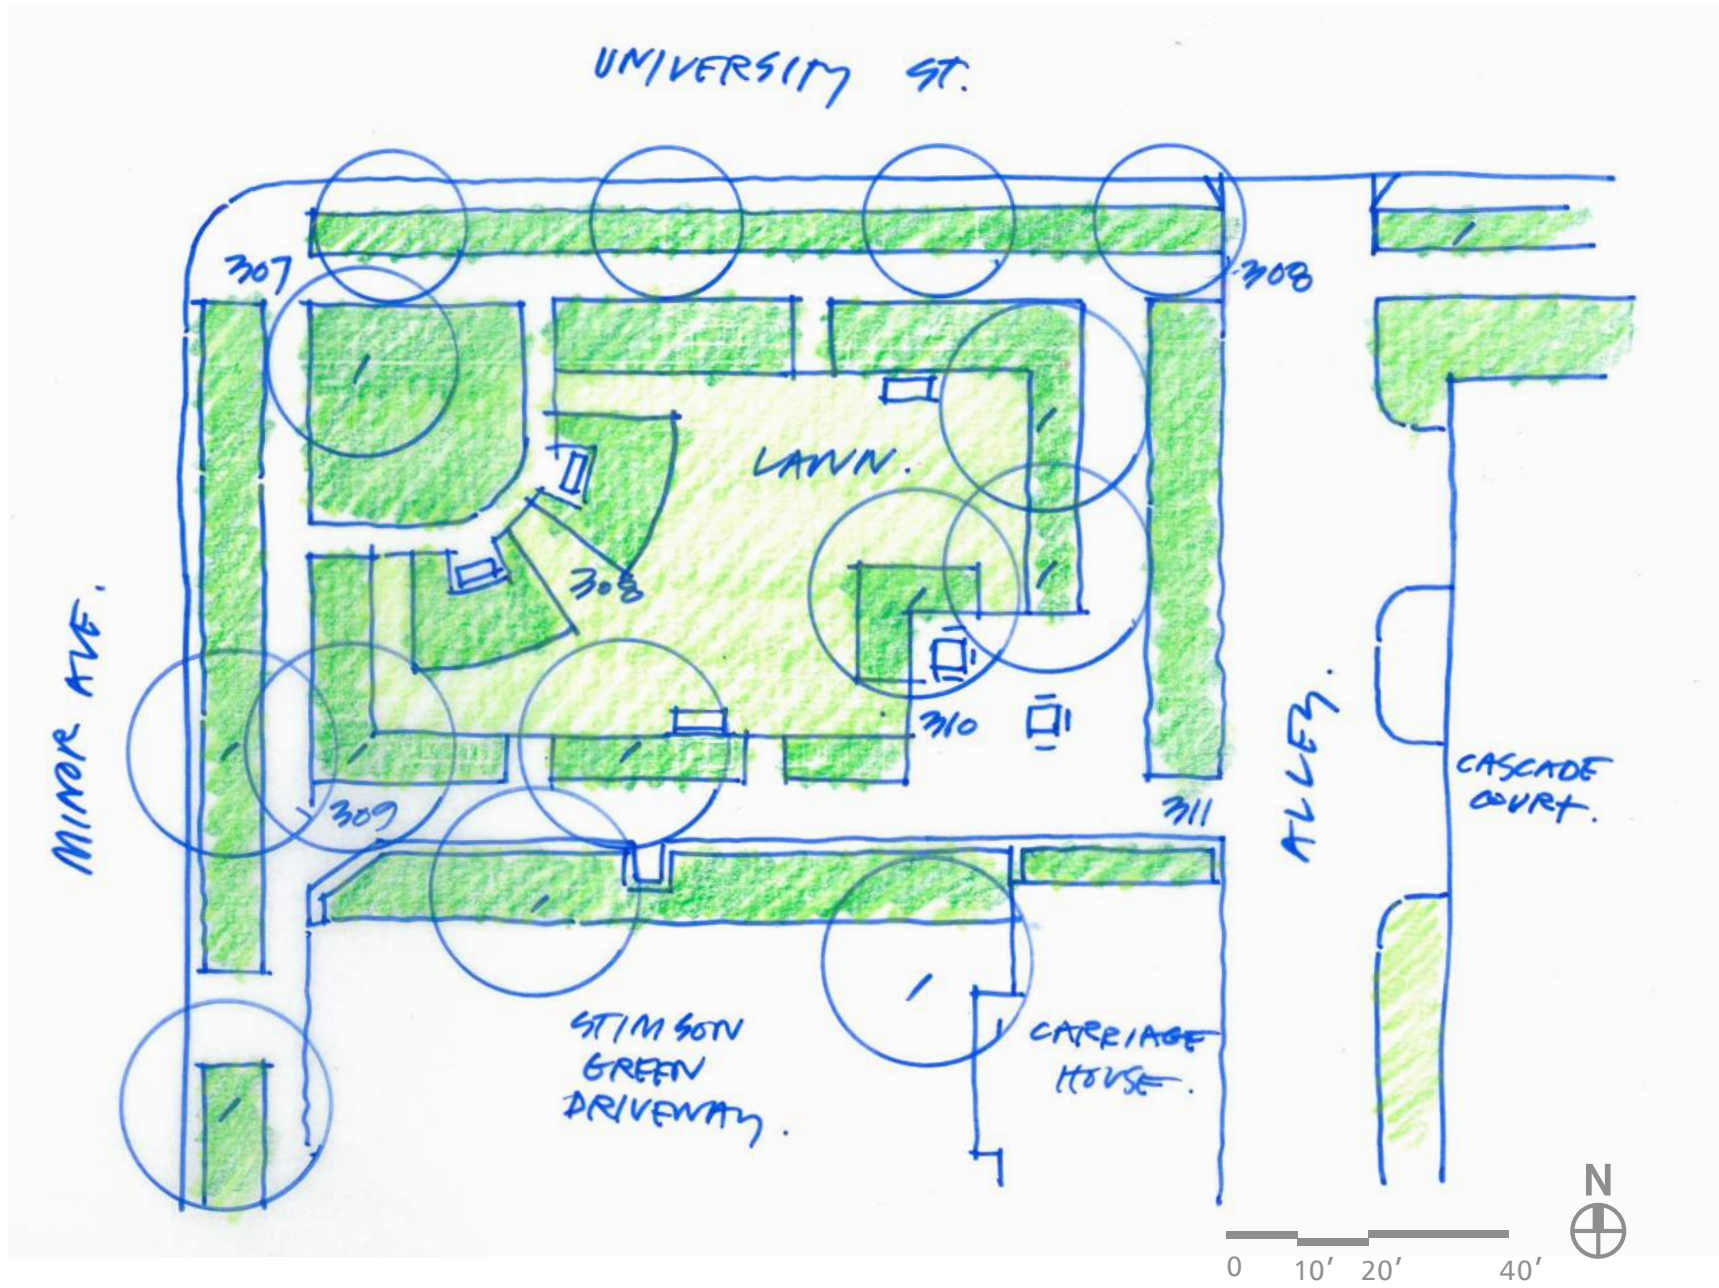 UNIVERSITY ST.
307
308
LAWN.
308
MINOR AVE.
310
309
311
ALLEY.
CASCADE
COURT.
STIMSON
GREEN
DRIVEWAY.
CARRIAGE
HOUSE.
N
0 10' 20' 40'